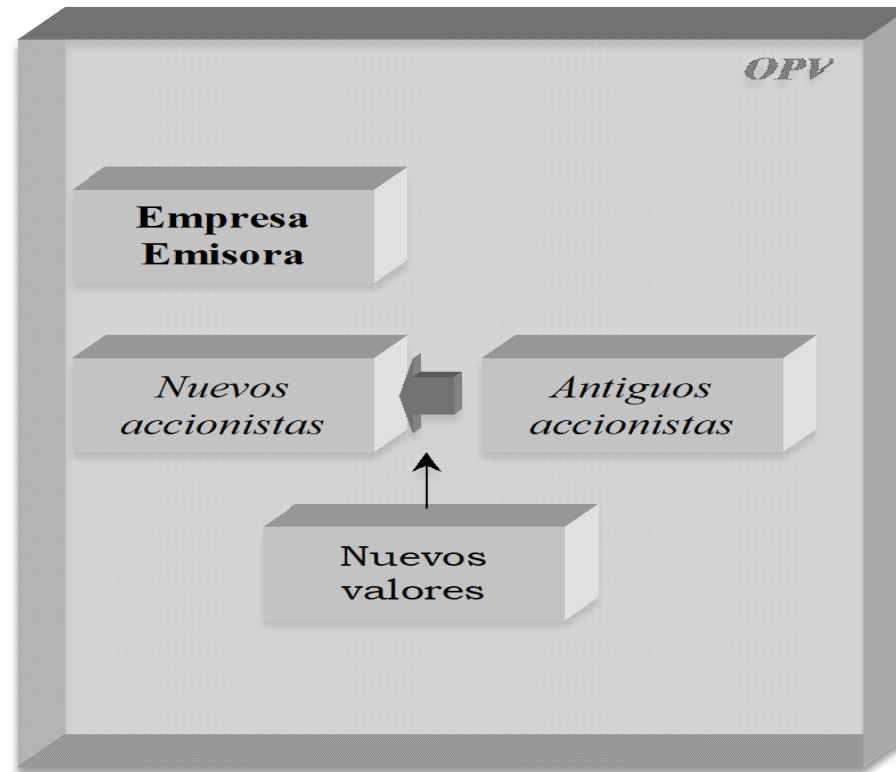 OPV
Empresa
Emisora
Nuevos
accionistas
Antiguos
accionistas
Nuevos
valores